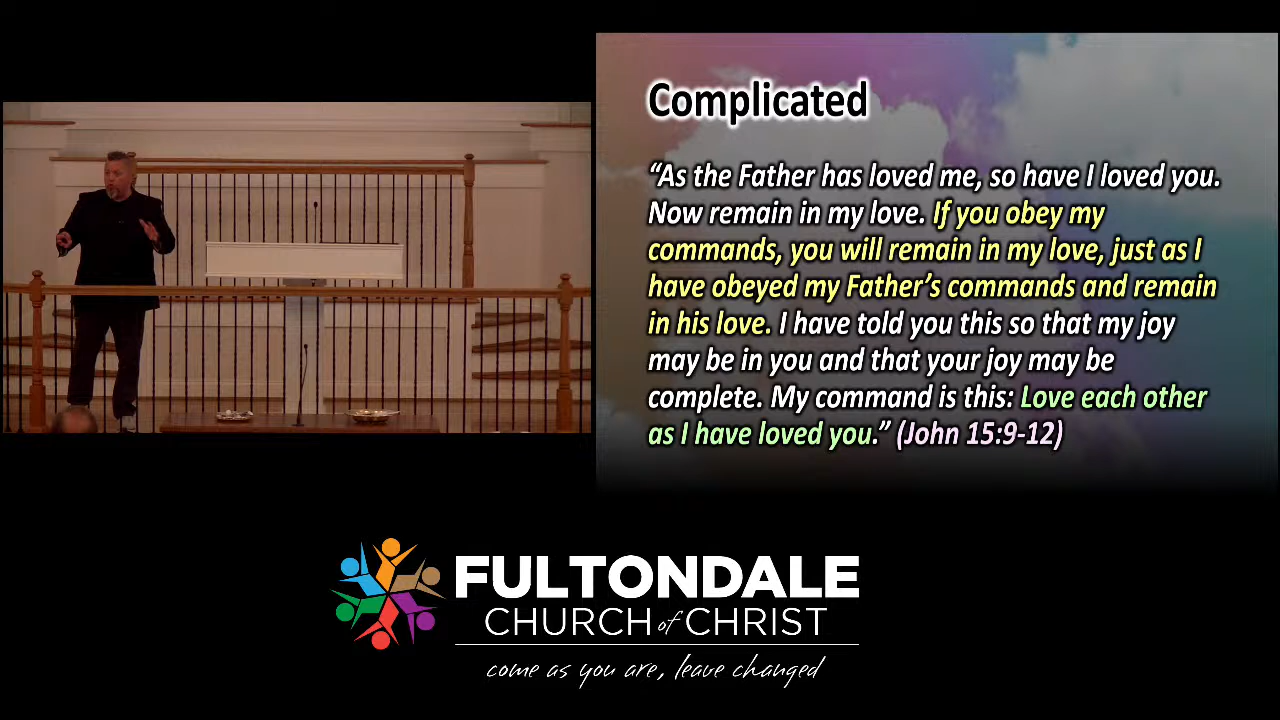 Complicated
“As the Father has loved me, so have I loved you.
Now remain in my love. If you obey my
commands, you will remain in my love, just as I
have obeyed my Father’s commands and remain
in his love. I have told you this so that my joy
may be in you and that your joy may be
complete. My command is this: Love each other
as I have loved you.” (John 15:9-12)
FULTONDALE
CHURCH of CHRIST
come as you are, leave changed